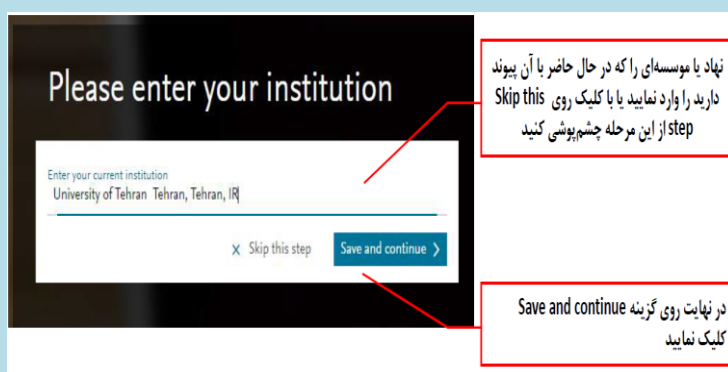 Please enter your institution
Enter your current institution
University of Tehran Tehran, Tehran, IR
× Skip this step
Save and continue >
نهاد یا موسسه‌ای را که در حال حاضر با آن پیوند
دارید را وارد نمایید یا با کلیک روی Skip this
step از این مرحله چشم‌پوشی کنید
در نهایت روی گزینه Save and continue
کلیک نمایید